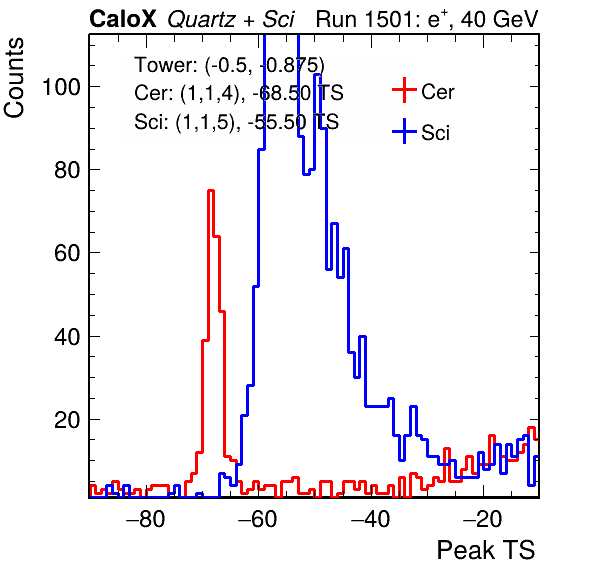 CaloX Quartz + Sci Run 1501: e⁺, 40 GeV
Counts
Tower: (-0.5, -0.875)
Cer: (1,1,4), -68.50 TS
Sci: (1,1,5), -55.50 TS
Cer
Sci
100
80
60
40
20
−80 −60 −40 −20
Peak TS